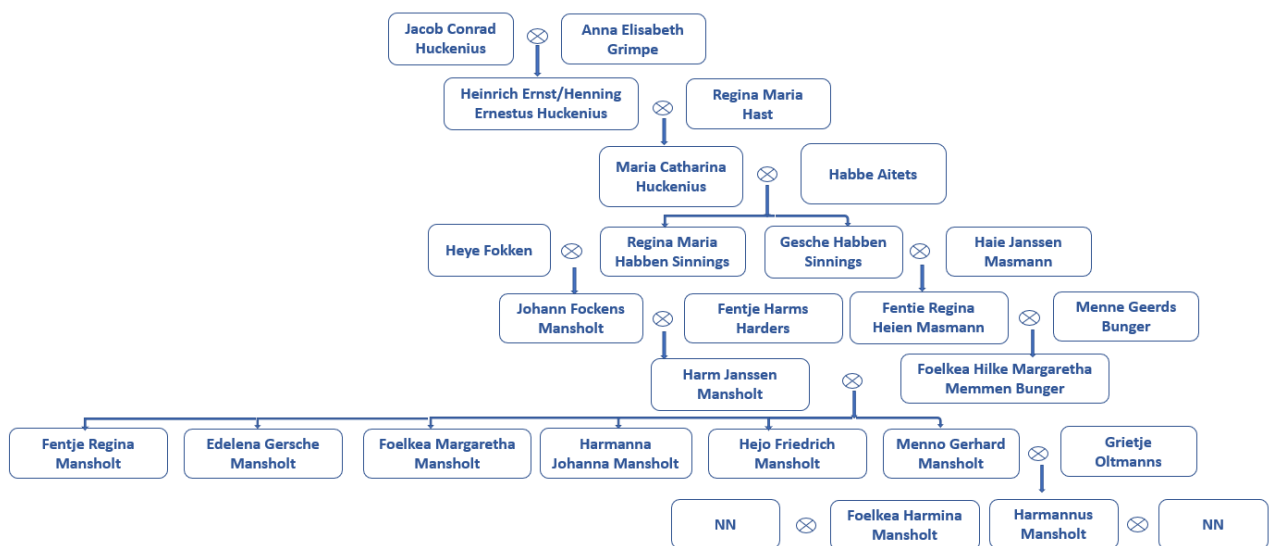 Jacob Conrad
Huckenius
Anna Elisabeth
Grimpe
Heinrich Ernst/Henning
Ernestus Huckenius
Regina Maria
Hast
Maria Catharina
Huckenius
Habbe Aitets
Heye Fokken
Regina Maria
Habben Sinnings
Gesche Habben
Sinnings
Haie Janssen
Masmann
Johann Fockens
Mansholt
Fentje Harms
Harders
Fentie Regina
Heien Masmann
Menne Geerds
Bunger
Harm Janssen
Mansholt
Foelkea Hilke Margaretha
Memmen Bunger
Fentje Regina
Mansholt
Edelena Gersche
Mansholt
Foelkea Margaretha
Mansholt
Harmanna
Johanna Mansholt
Hejo Friedrich
Mansholt
Menno Gerhard
Mansholt
Grietje
Oltmanns
NN
Foelkea Harmina
Mansholt
Harmannus
Mansholt
NN